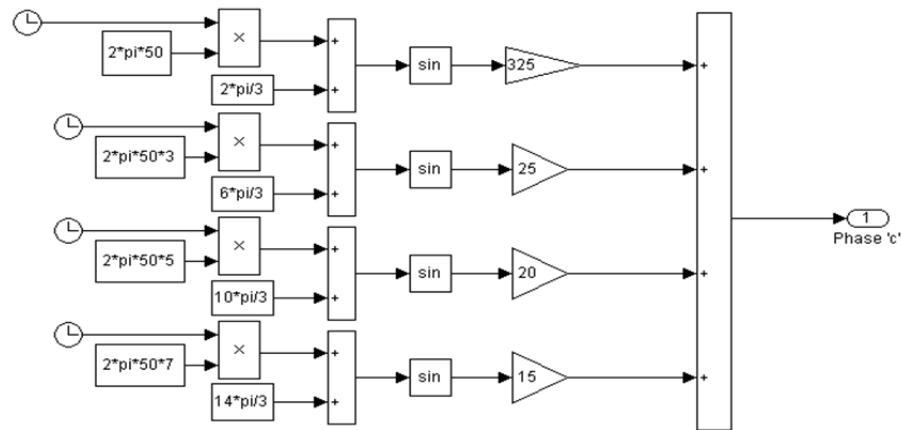 ×
2*pi*50
+
+
2*pi/3
sin
325
+
×
2*pi*50*3
+
+
6*pi/3
sin
25
+
×
2*pi*50*5
+
+
10*pi/3
sin
20
+
×
2*pi*50*7
+
+
14*pi/3
sin
15
+
1
Phase 'c'